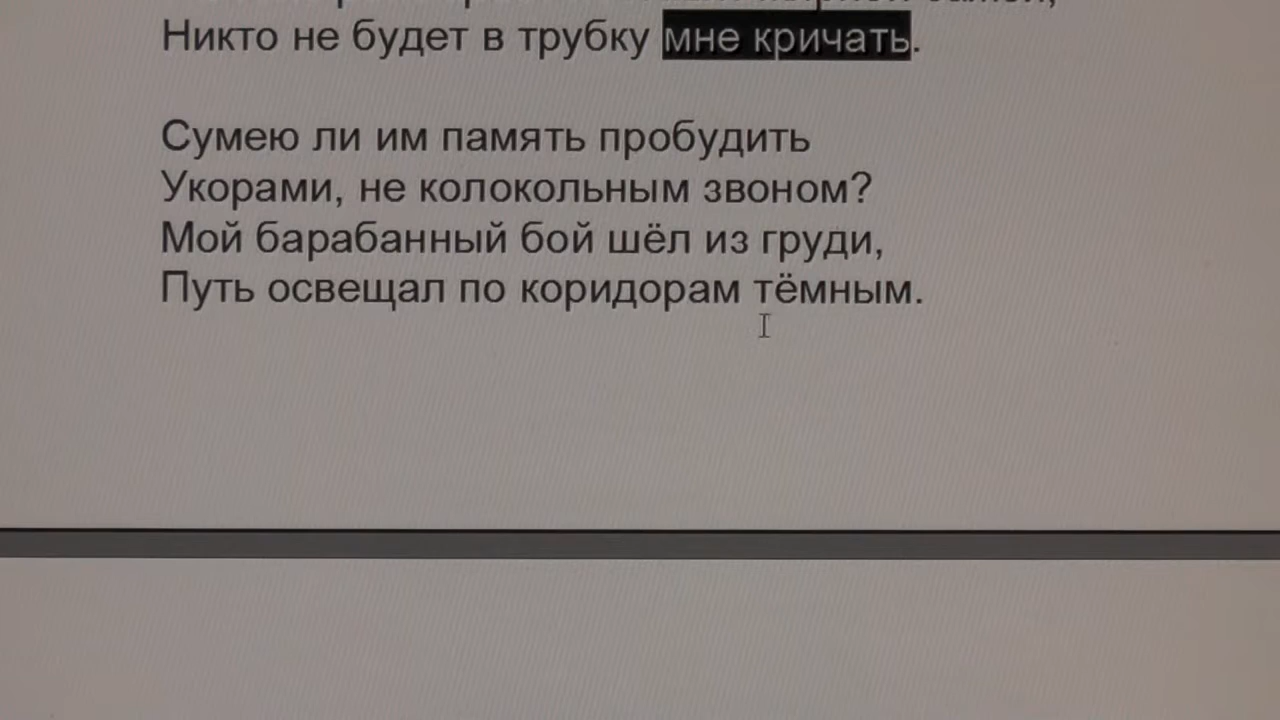 Никто не будет в трубку мне кричать.
Сумею ли им память пробудить
Укорами, не колокольным звоном?
Мой барабанный бой шёл из груди,
Путь освещал по коридорам тёмным.